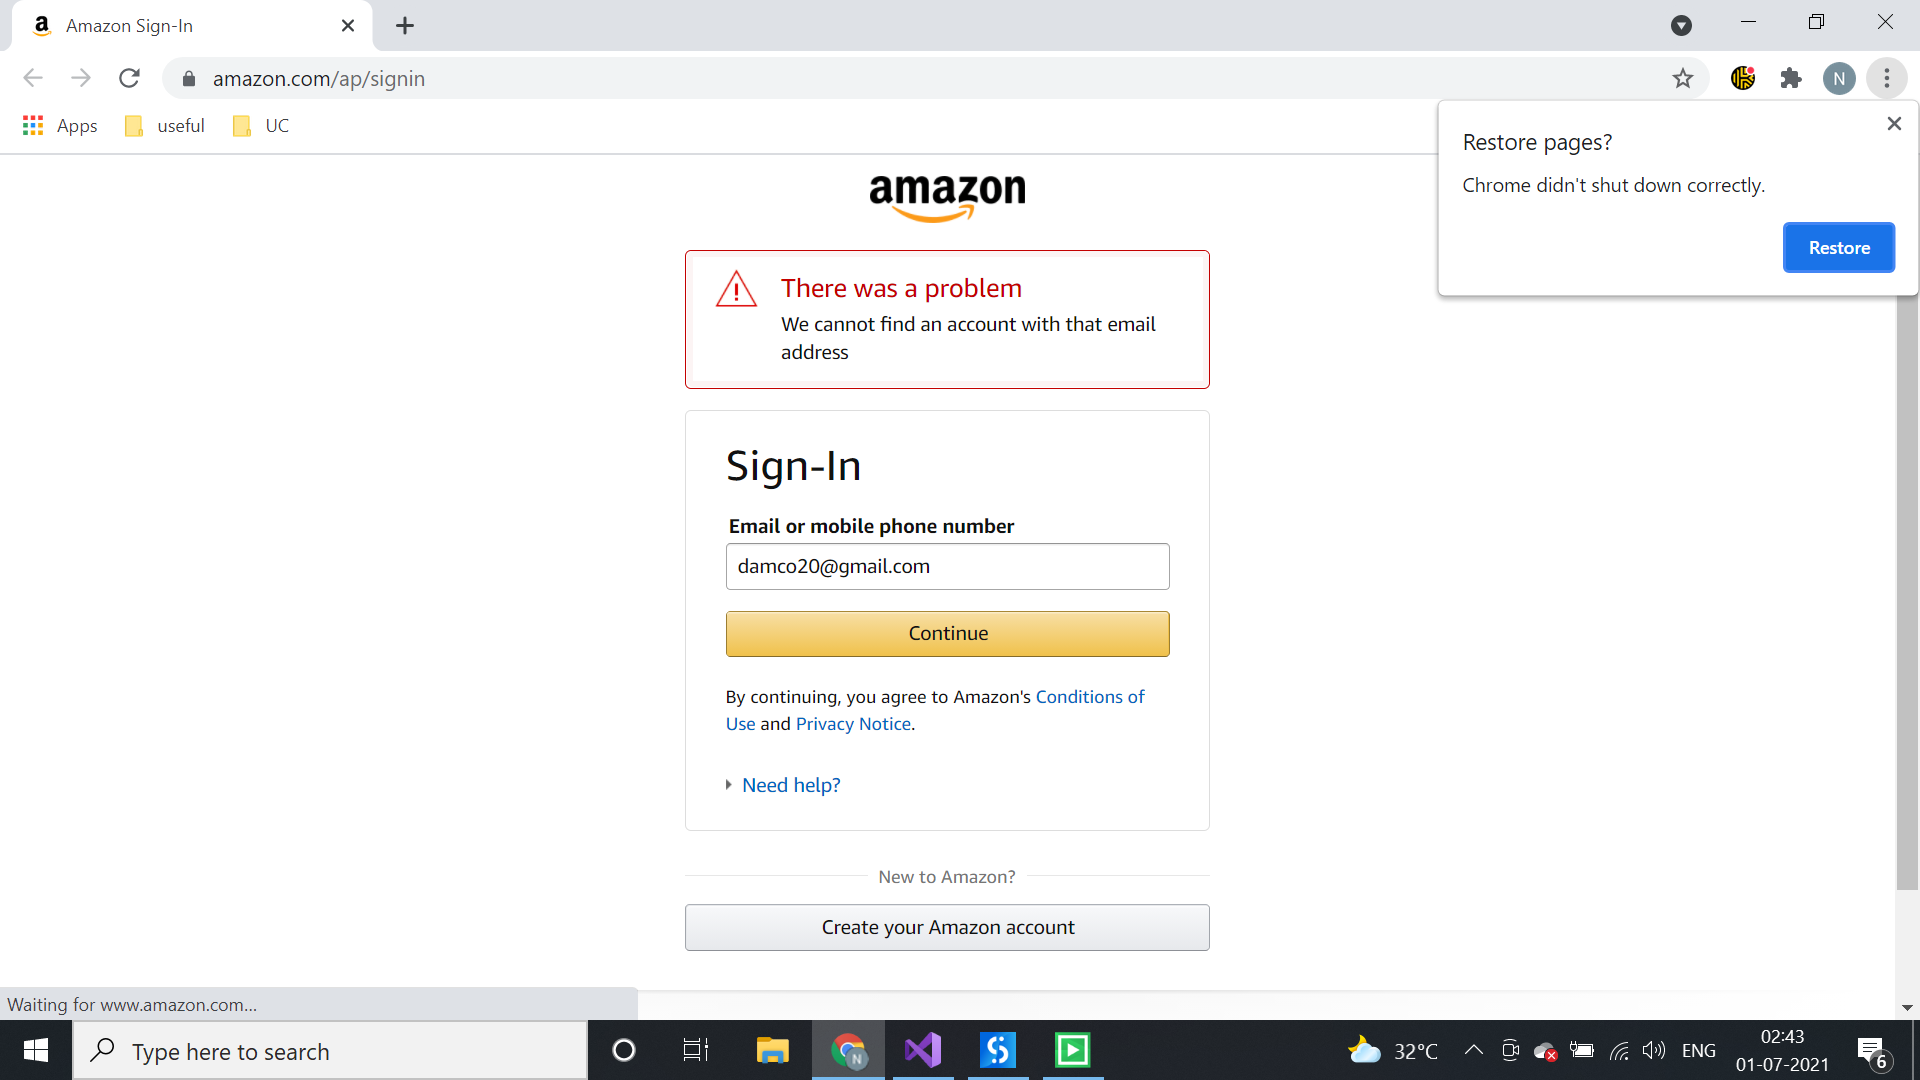 Amazon Sign-In
amazon.com/ap/signin
N
Apps
useful
UC
Restore pages?
Chrome didn't shut down correctly.
Restore
amazon
There was a problem
We cannot find an account with that email
address
Sign-In
Email or mobile phone number
damco20@gmail.com
Continue
By continuing, you agree to Amazon's Conditions of
Use and Privacy Notice.
Need help?
New to Amazon?
Create your Amazon account
Waiting for www.amazon.com...
Type here to search
N
32°C
ENG
02:43
01-07-2021
6